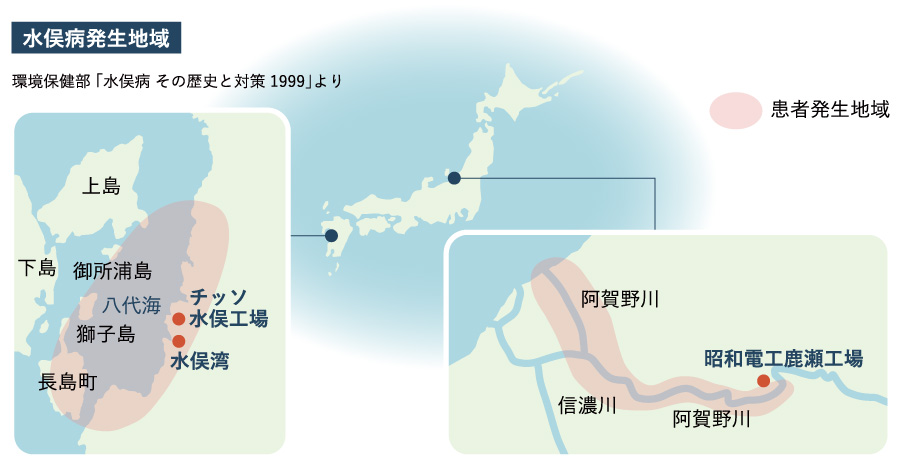 水俣病発生地域
環境保健部「水俣病 その歴史と対策 1999」より
患者発生地域
上島
下島
御所浦島
八代海
チッソ
水俣工場
獅子島
水俣湾
長島町
阿賀野川
昭和電工鹿瀬工場
信濃川
阿賀野川